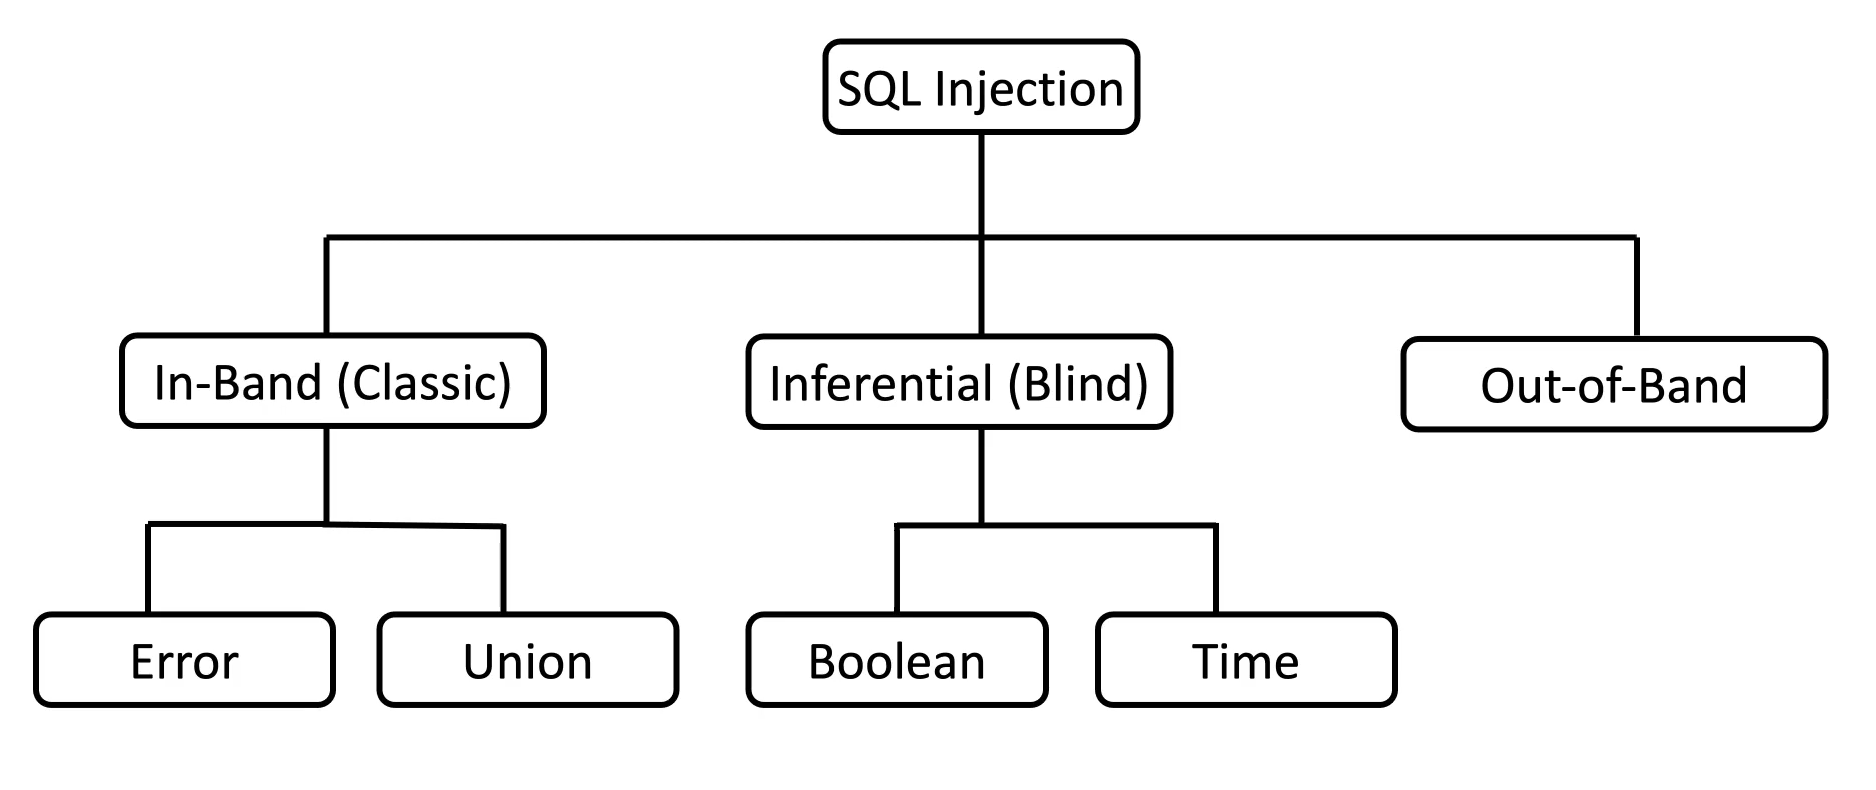 SQL Injection
In-Band (Classic)
Inferential (Blind)
Out-of-Band
Error
Union
Boolean
Time